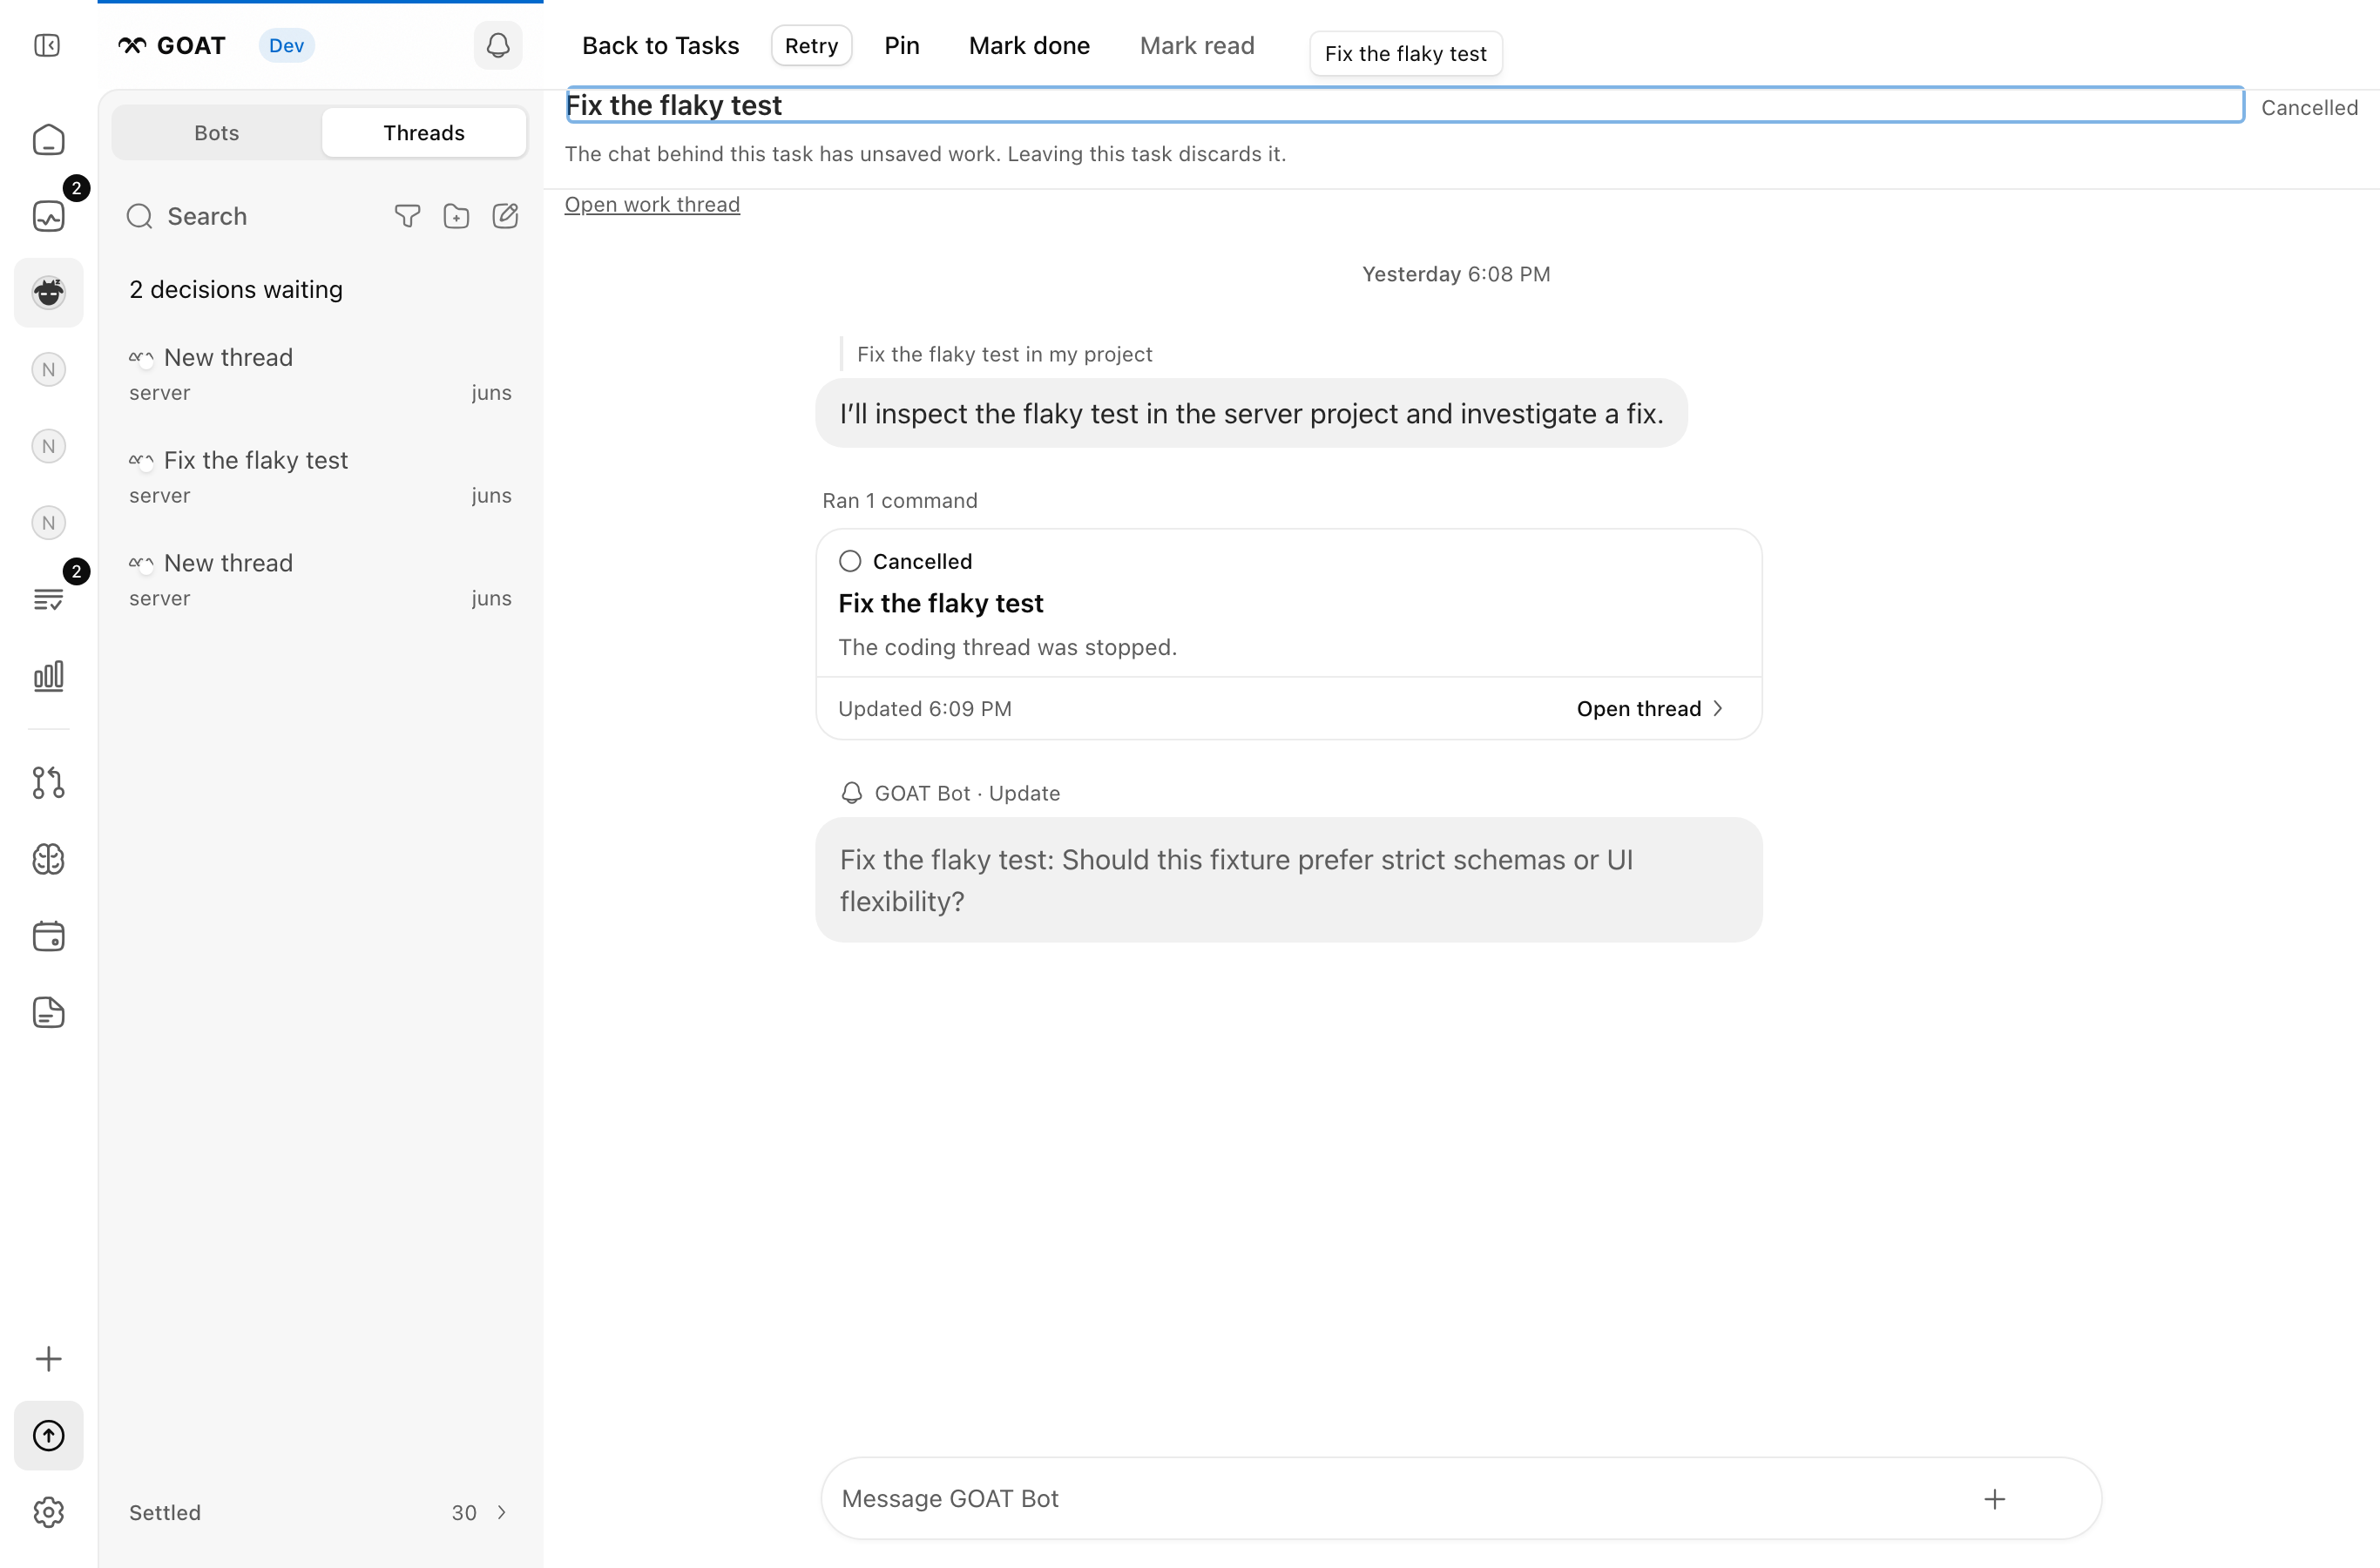 GOAT
Dev
Back to Tasks
Retry
Pin
Mark done
Mark read
Fix the flaky test
Bots
Threads
Fix the flaky test
Cancelled
The chat behind this task has unsaved work. Leaving this task discards it.
2
Search
Open work thread
2 decisions waiting
Yesterday 6:08 PM
New thread
server
juns
N
Fix the flaky test in my project
I’ll inspect the flaky test in the server project and investigate a fix.
N
Fix the flaky test
server
juns
Ran 1 command
N
2
New thread
server
juns
Cancelled
Fix the flaky test
The coding thread was stopped.
Updated 6:09 PM
Open thread
GOAT Bot · Update
Fix the flaky test: Should this fixture prefer strict schemas or UI
flexibility?
Message GOAT Bot
Settled
30